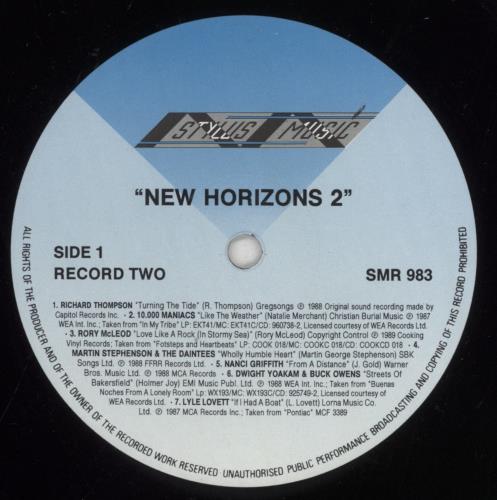 STYLUS MUSIC
"NEW HORIZONS 2"
SIDE 1
RECORD TWO
SMR 983
1. RICHARD THOMPSON "Turning The Tide" (R. Thompson) Gregsongs ℗ 1988 Original sound recording made by
Capitol Records Inc. • 2. 10.000 MANIACS "Like The Weather" (Natalie Merchant) Christian Burial Music ℗ 1987
WEA Int. Inc.; Taken from "In My Tribe" LP: EKT41/MC: EKT41C/CD: 960738-2, Licensed courtesy of WEA Records Ltd.
• 3. RORY McLEOD "Love Like A Rock (In Stormy Sea)" (Rory McLeod) Copyright Control ℗ 1989 Cooking
Vinyl Records; Taken from "Fotsteps and Heartbeats" LP: COOK 018/MC: COOKC 018/CD: COOKCD 018 • 4.
MARTIN STEPHENSON & THE DAINTEES "Wholly Humble Heart" (Martin George Stephenson) SBK
Songs Ltd. ℗ 1988 FFRR Records Ltd. • 5. NANCI GRIFFITH "From A Distance" (J. Gold) Warner
Bros. Music Ltd. ℗ 1988 MCA Records Ltd. • 6. DWIGHT YOAKAM & BUCK OWENS "Streets Of
Bakersfield" (Holmer Joy) EMI Music Publ. Ltd. ℗ 1988 WEA Int. Inc.; Taken from "Buenas
Noches From A Lonely Room" LP: WX193/MC: WX193C/CD: 925749-2, Licensed courtesy of
WEA Records Ltd. • 7. LYLE LOVETT "If I Had A Boat" (L. Lovett) Lorna Music Co.
Ltd. ℗ 1987 MCA Records Inc.; Taken from "Pontiac" MCF 3389
ALL RIGHTS OF THE PRODUCER AND OF THE OWNER OF THE RECORDED WORK RESERVED · UNAUTHORISED PUBLIC PERFORMANCE BROADCASTING AND COPYING OF THIS RECORD PROHIBITED